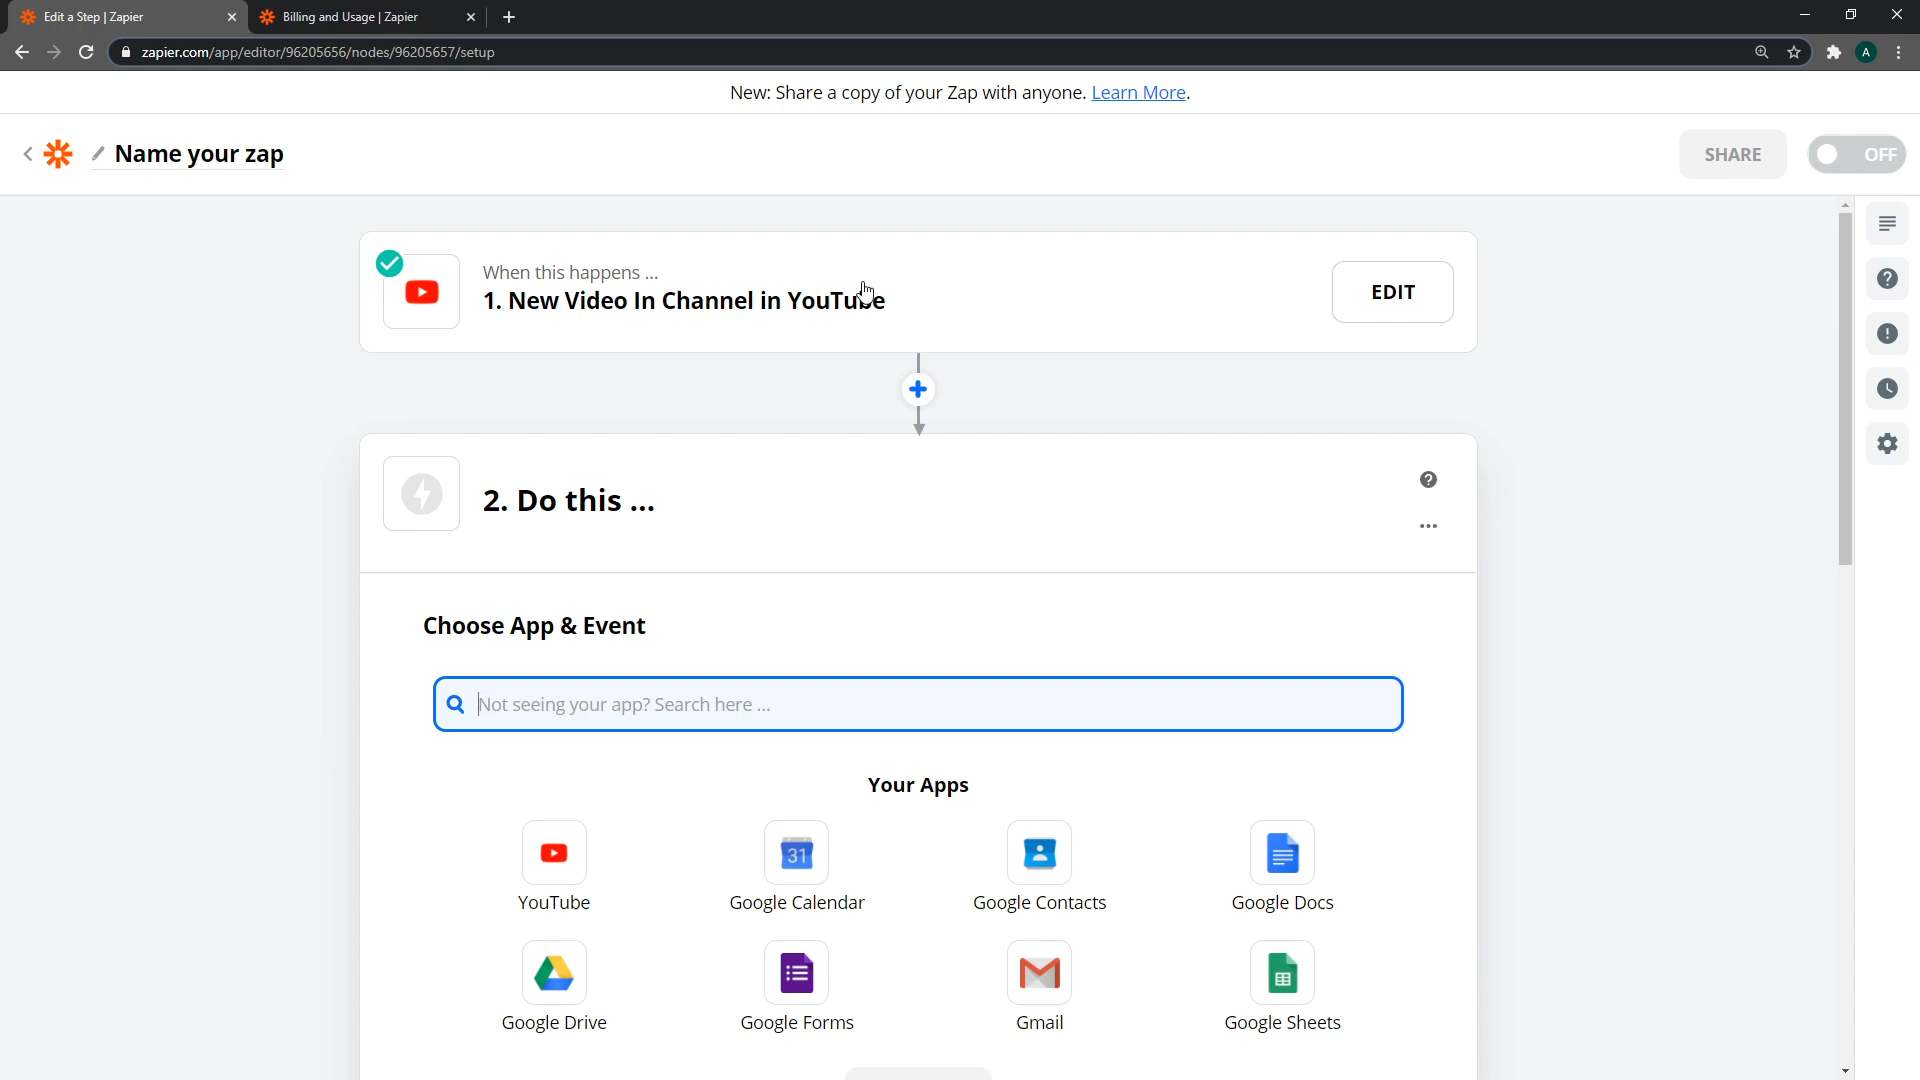 Edit a Step | Zapier
Billing and Usage | Zapier
zapier.com/app/editor/96205656/nodes/96205657/setup
A
New: Share a copy of your Zap with anyone. Learn More.
Name your zap
SHARE
OFF
When this happens ...
1. New Video In Channel in YouTube
EDIT
2. Do this ...
Choose App & Event
Not seeing your app? Search here ...
Your Apps
31
YouTube
Google Calendar
Google Contacts
Google Docs
Google Drive
Google Forms
Gmail
Google Sheets